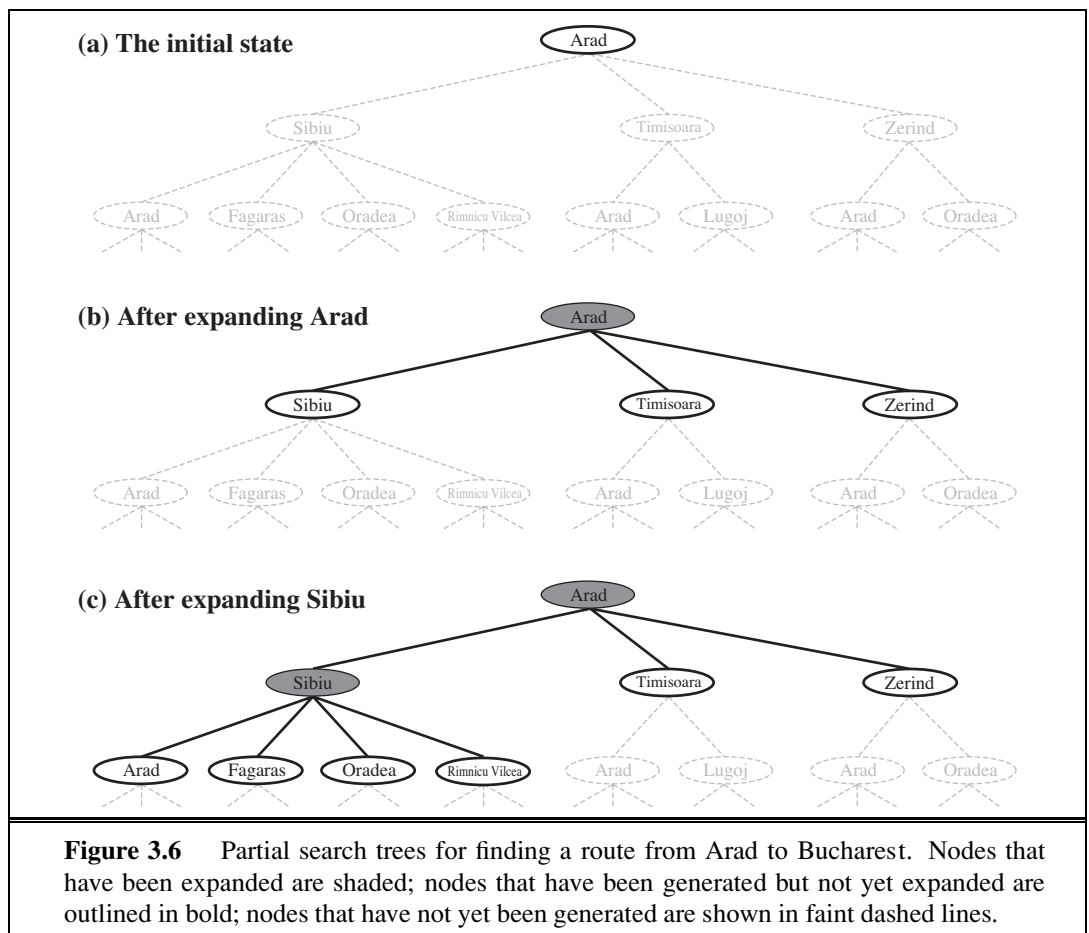 (a) The initial state
Arad
Sibiu Timisoara Zerind
Arad Fagaras Oradea Rimnicu Vilcea Arad Lugoj Arad Oradea
(b) After expanding Arad
Arad
Sibiu Timisoara Zerind
Arad Fagaras Oradea Rimnicu Vilcea Arad Lugoj Arad Oradea
(c) After expanding Sibiu
Arad
Sibiu Timisoara Zerind
Arad Fagaras Oradea Rimnicu Vilcea Arad Lugoj Arad Oradea
Figure 3.6 Partial search trees for finding a route from Arad to Bucharest. Nodes that
have been expanded are shaded; nodes that have been generated but not yet expanded are
outlined in bold; nodes that have not yet been generated are shown in faint dashed lines.